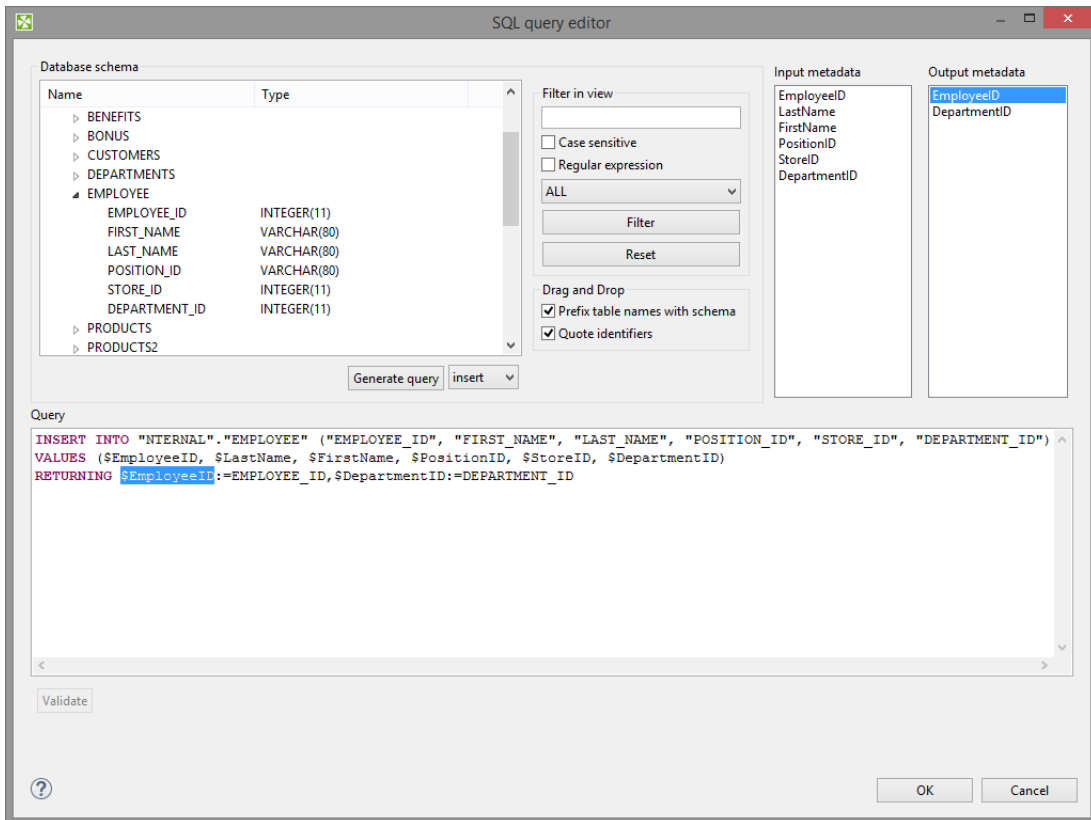 SQL query editor
Database schema
Name Type
BENEFITS
BONUS
CUSTOMERS
DEPARTMENTS
EMPLOYEE
EMPLOYEE_ID INTEGER(11)
FIRST_NAME VARCHAR(80)
LAST_NAME VARCHAR(80)
POSITION_ID VARCHAR(80)
STORE_ID INTEGER(11)
DEPARTMENT_ID INTEGER(11)
PRODUCTS
PRODUCTS2
Generate query insert
Filter in view
Case sensitive
Regular expression
ALL
Filter
Reset
Drag and Drop
Prefix table names with schema
Quote identifiers
Input metadata
EmployeeID
LastName
FirstName
PositionID
StoreID
DepartmentID
Output metadata
EmployeeID
DepartmentID
Query
INSERT INTO "NTERNAL"."EMPLOYEE" ("EMPLOYEE_ID", "FIRST_NAME", "LAST_NAME", "POSITION_ID", "STORE_ID", "DEPARTMENT_ID")
VALUES ($EmployeeID, $LastName, $FirstName, $PositionID, $StoreID, $DepartmentID)
RETURNING $EmployeeID:=EMPLOYEE_ID,$DepartmentID:=DEPARTMENT_ID
Validate
?
OK Cancel